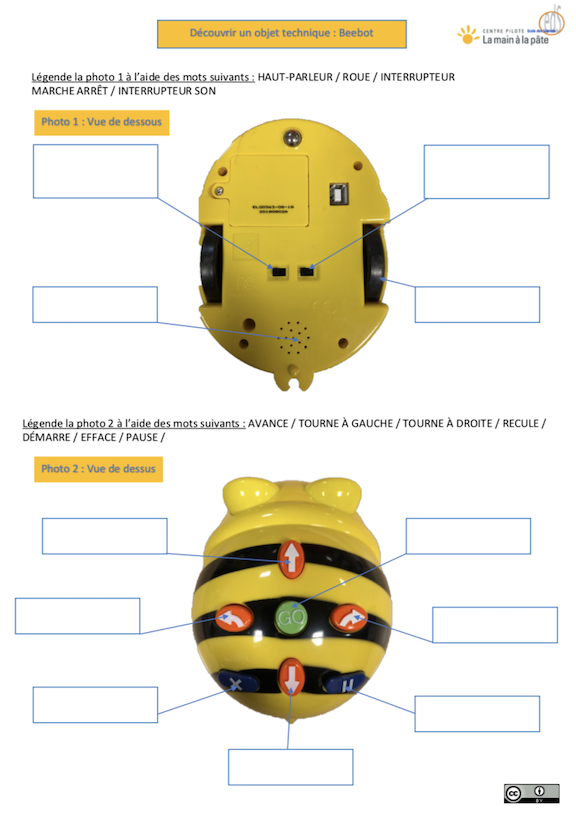 Découvrir un objet technique : Beebot
CENTRE PILOTE
La main à la pâte
Légende la photo 1 à l'aide des mots suivants : HAUT-PARLEUR / ROUE / INTERRUPTEUR
MARCHE ARRÊT / INTERRUPTEUR SON
Photo 1 : Vue de dessous
Légende la photo 2 à l'aide des mots suivants : AVANCE / TOURNE À GAUCHE / TOURNE À DROITE / RECULE /
DÉMARRE / EFFACE / PAUSE /
Photo 2 : Vue de dessus
GO
cc
BY